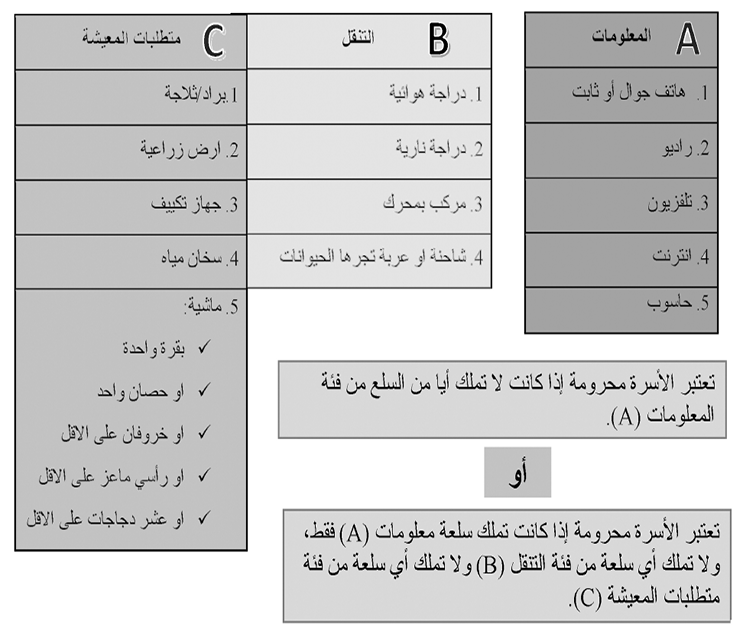 A المعلومات
1. هاتف جوال أو ثابت
2. راديو
3. تلفزيون
4. انترنت
5. حاسوب
B التنقل
1. دراجة هوائية
2. دراجة نارية
3. مركب بمحرك
4. شاحنة او عربة تجرها الحيوانات
C متطلبات المعيشة
1. براد/ثلاجة
2. ارض زراعية
3. جهاز تكييف
4. سخان مياه
5. ماشية:
✓ بقرة واحدة
✓ او حصان واحد
✓ او خروفان على الاقل
✓ او رأسي ماعز على الاقل
✓ او عشر دجاجات على الاقل
تعتبر الأسرة محرومة إذا كانت لا تملك أيا من السلع من فئة
المعلومات (A).
أو
تعتبر الأسرة محرومة إذا كانت تملك سلعة معلومات (A) فقط،
ولا تملك أي سلعة من فئة التنقل (B) ولا تملك أي سلعة من فئة
متطلبات المعيشة (C).